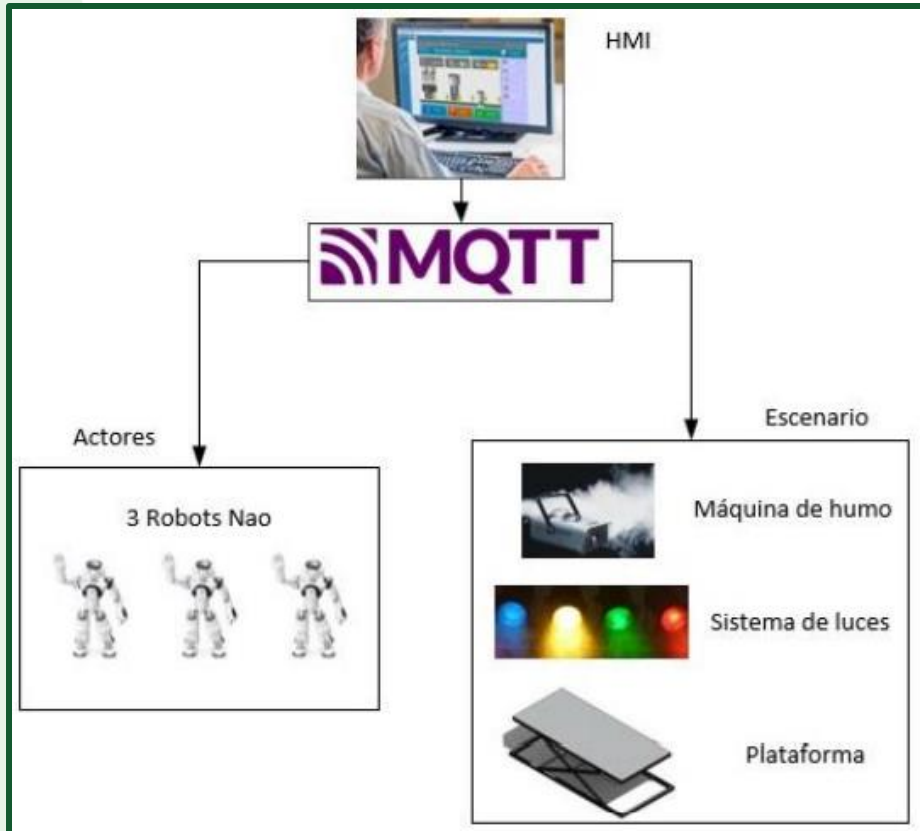 HMI
MQTT
Actores
Escenario
3 Robots Nao
Máquina de humo
Sistema de luces
Plataforma